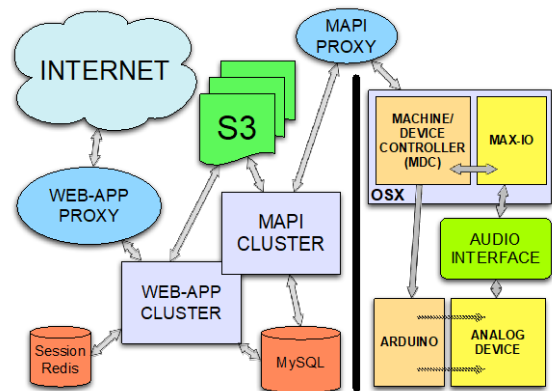 INTERNET
S3
MAPI
PROXY
MACHINE/
DEVICE
CONTROLLER
(MDC)
MAX-IO
OSX
WEB-APP
PROXY
MAPI
CLUSTER
AUDIO
INTERFACE
WEB-APP
CLUSTER
Session
Redis
MySQL
ARDUINO
ANALOG
DEVICE